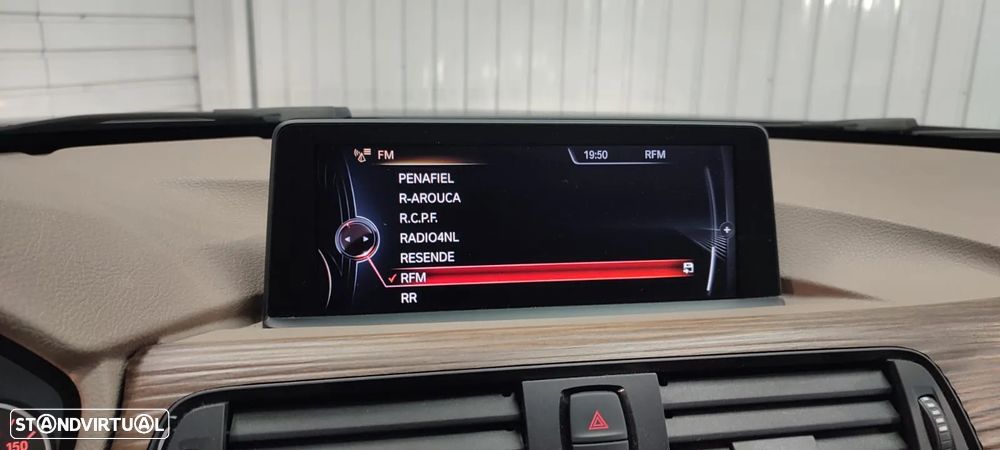 FM
19:50 RFM
PENAFIEL
R-AROUCA
R.C.P.F.
RADIO4NL
RESENDE
RFM
RR
STANDVIRTUAL
150